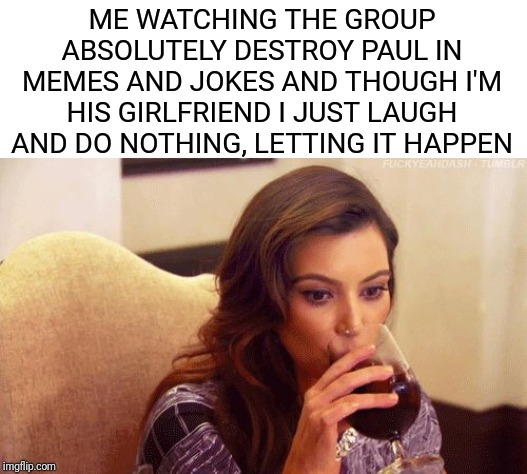 ME WATCHING THE GROUP
ABSOLUTELY DESTROY PAUL IN
MEMES AND JOKES AND THOUGH I'M
HIS GIRLFRIEND I JUST LAUGH
AND DO NOTHING, LETTING IT HAPPEN
FUCKYEAHDASH - TUMBLR
imgflip.com